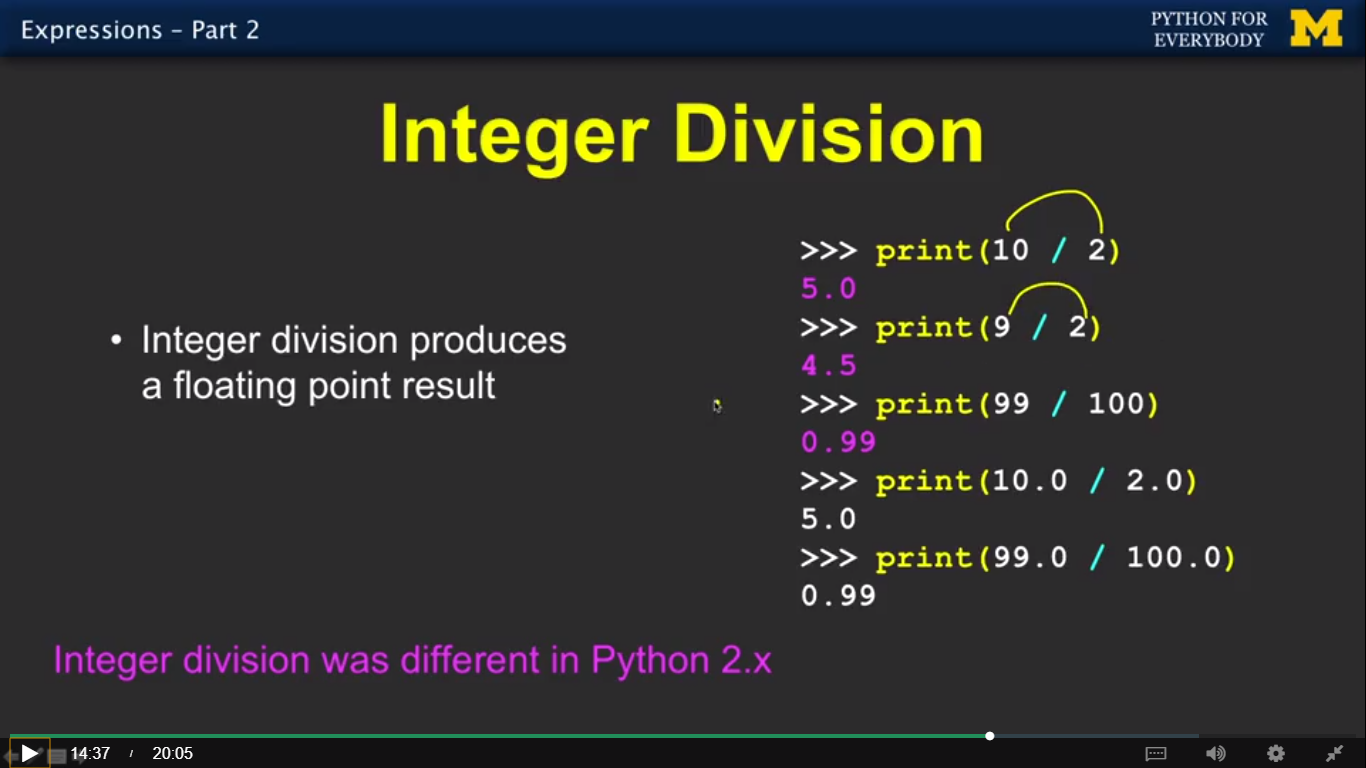 Expressions – Part 2
PYTHON FOR
EVERYBODY
M
Integer Division
• Integer division produces
a floating point result
>>> print(10 / 2)
5.0
>>> print(9 / 2)
4.5
>>> print(99 / 100)
0.99
>>> print(10.0 / 2.0)
5.0
>>> print(99.0 / 100.0)
0.99
Integer division was different in Python 2.x
14:37 / 20:05